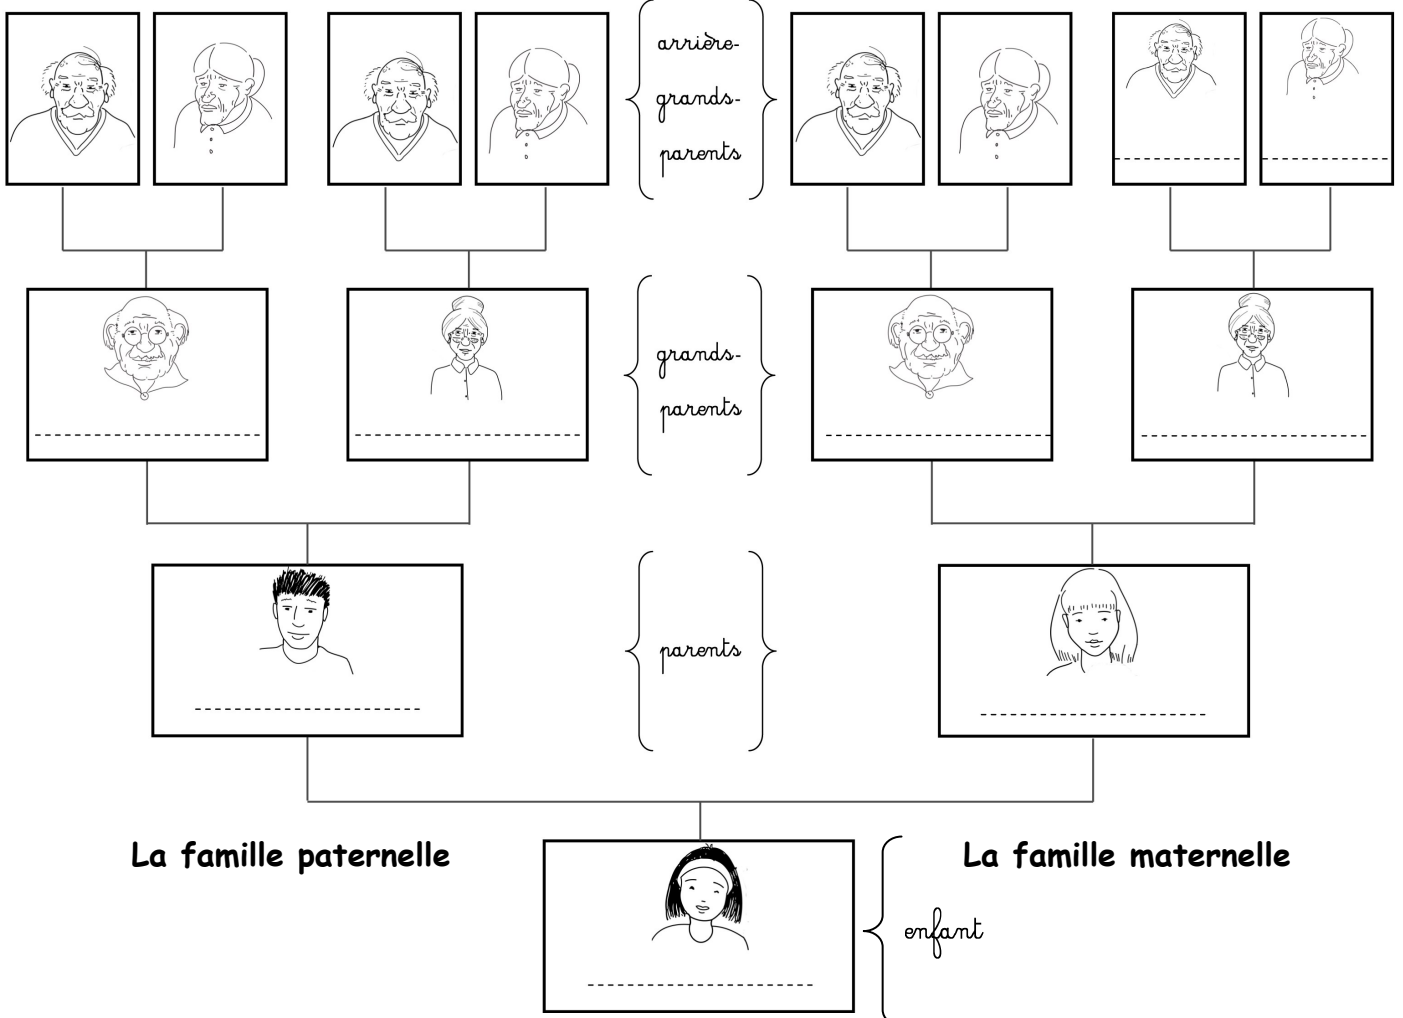 arrière-
grands-
parents
grands-
parents
parents
La famille paternelle
La famille maternelle
enfant